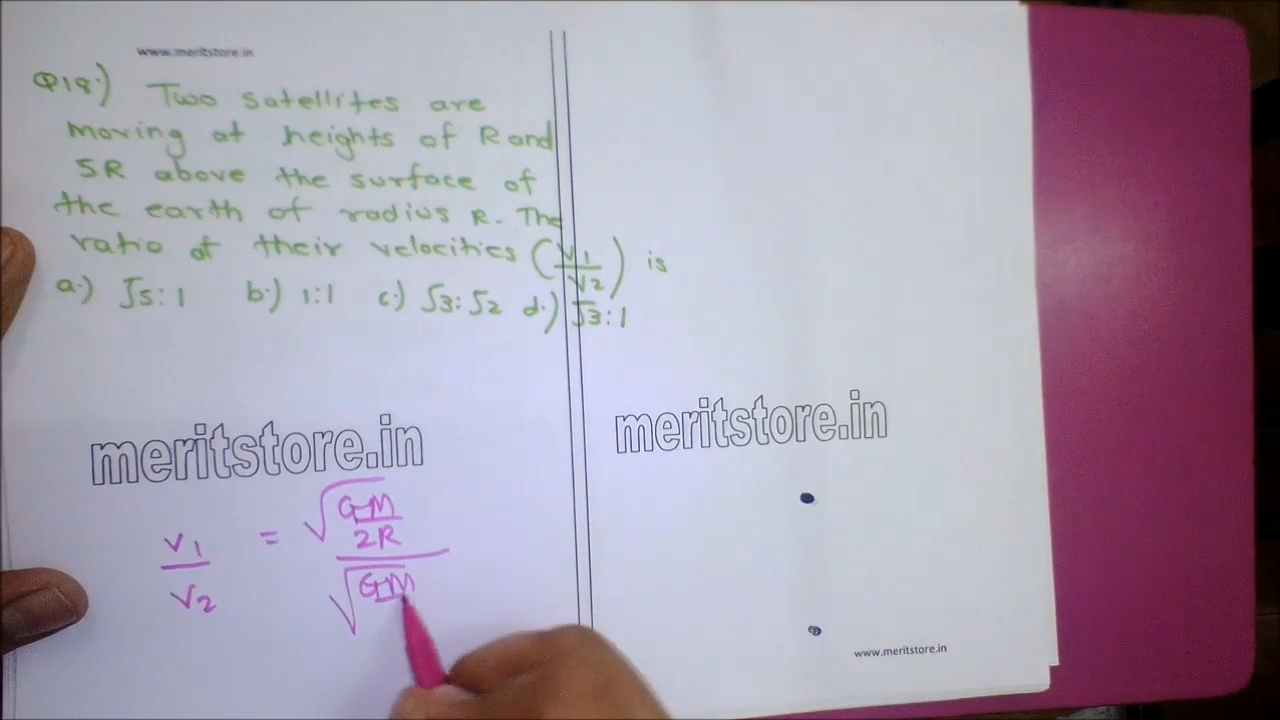 www.meritstore.in
Q18.) Two satellites are
moving at heights of R and
5R above the surface of
the earth of radius R. The
ratio of their velocities (V1/V2) is
a.) √5:1 b.) 1:1 c.) √3:√2 d.) √3:1
meritstore.in
meritstore.in
V1/V2 = √(GM/2R) / √(GM
www.meritstore.in